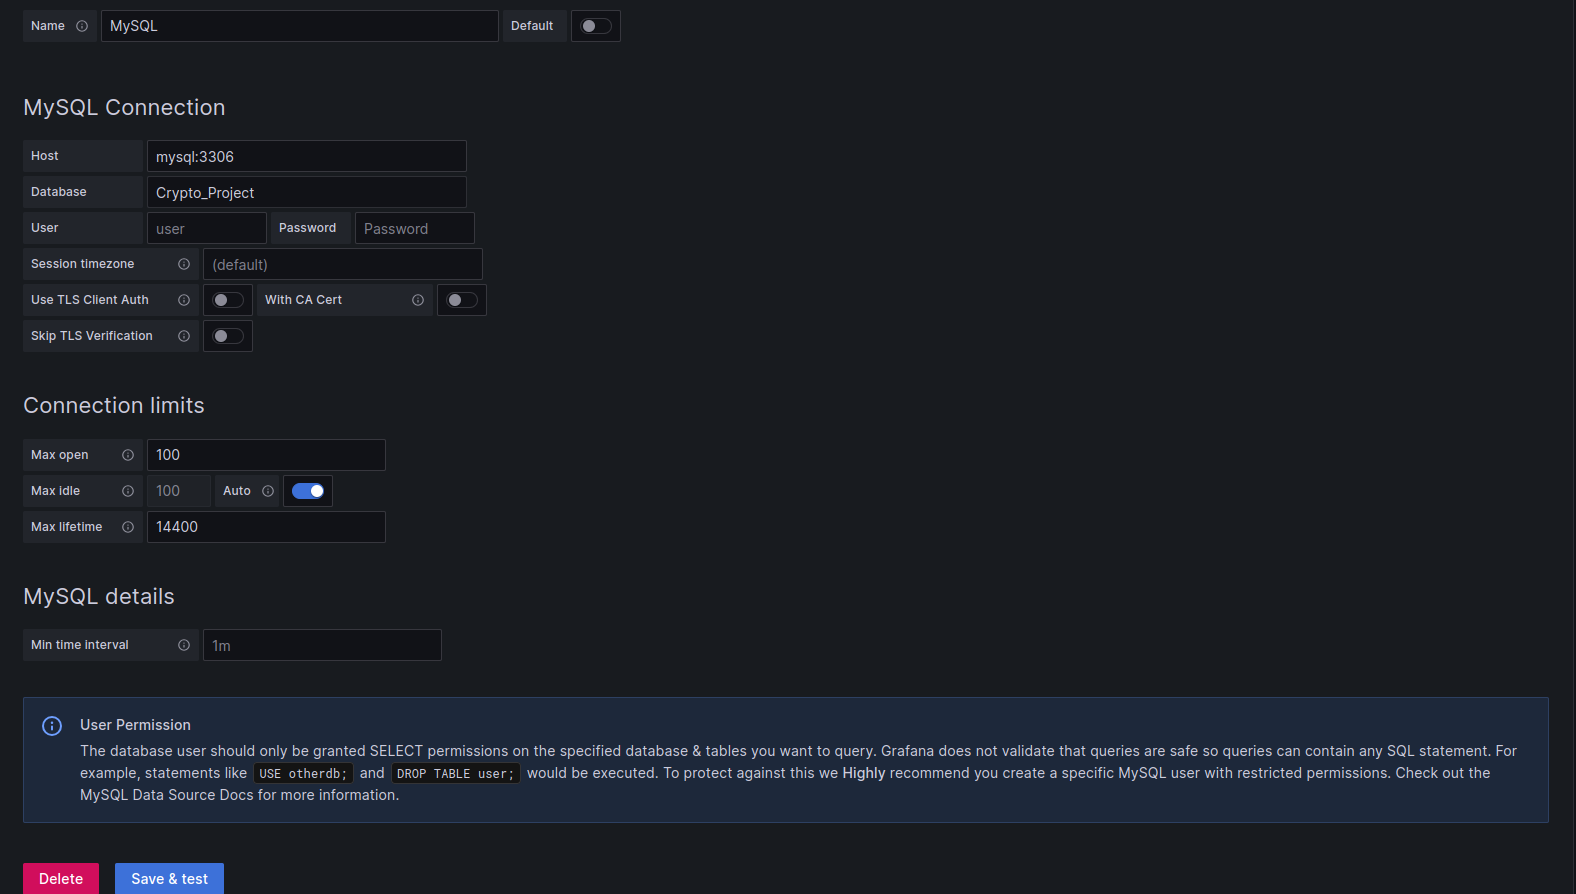 Name MySQL Default
MySQL Connection
Host mysql:3306
Database Crypto_Project
User user Password Password
Session timezone (default)
Use TLS Client Auth With CA Cert
Skip TLS Verification
Connection limits
Max open 100
Max idle 100 Auto
Max lifetime 14400
MySQL details
Min time interval 1m
User Permission
The database user should only be granted SELECT permissions on the specified database & tables you want to query. Grafana does not validate that queries are safe so queries can contain any SQL statement. For
example, statements like USE otherdb; and DROP TABLE user; would be executed. To protect against this we Highly recommend you create a specific MySQL user with restricted permissions. Check out the
MySQL Data Source Docs for more information.
Delete Save & test